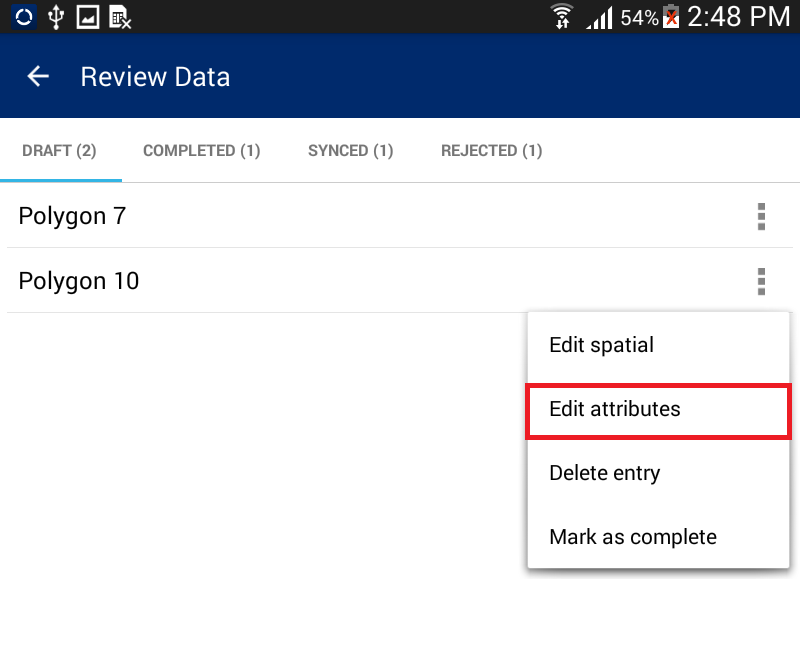 54% 2:48 PM
Review Data
DRAFT (2) COMPLETED (1) SYNCED (1) REJECTED (1)
Polygon 7
Polygon 10
Edit spatial
Edit attributes
Delete entry
Mark as complete